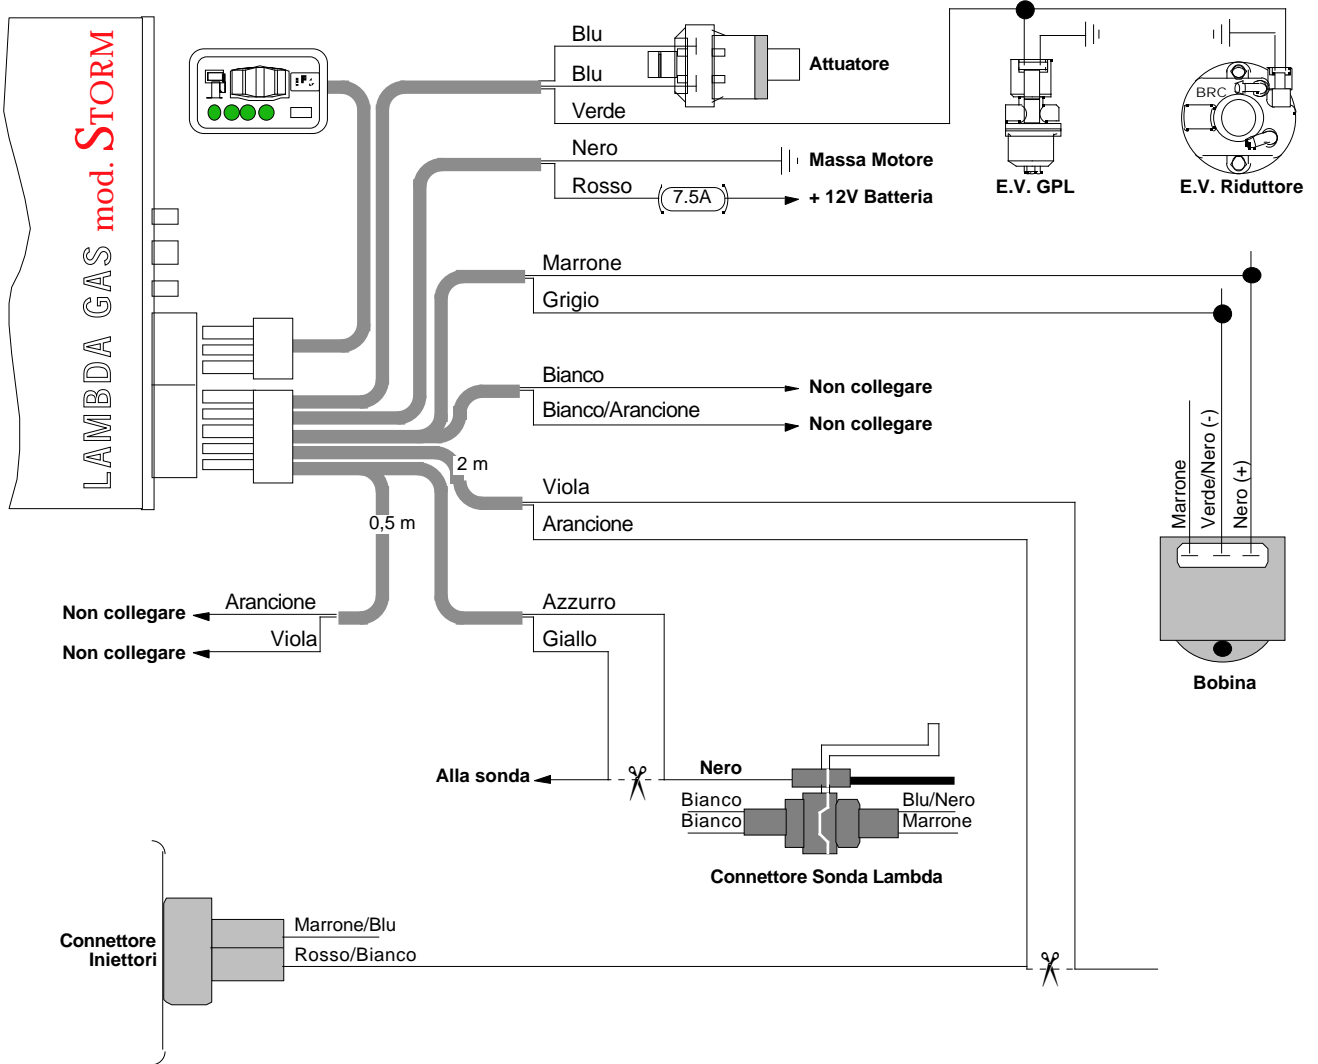 LAMBDA GAS mod. STORM
Blu
Blu
Verde
Attuatore
Nero
Massa Motore
Rosso
7.5A
+ 12V Batteria
E.V. GPL
BRC
E.V. Riduttore
Marrone
Grigio
Bianco
Non collegare
Bianco/Arancione
Non collegare
2 m
Viola
Arancione
0,5 m
Marrone
Verde/Nero (-)
Nero (+)
Bobina
Arancione
Non collegare
Viola
Non collegare
Azzurro
Giallo
Alla sonda
Nero
Bianco
Bianco
Blu/Nero
Marrone
Connettore Sonda Lambda
Connettore
Iniettori
Marrone/Blu
Rosso/Bianco